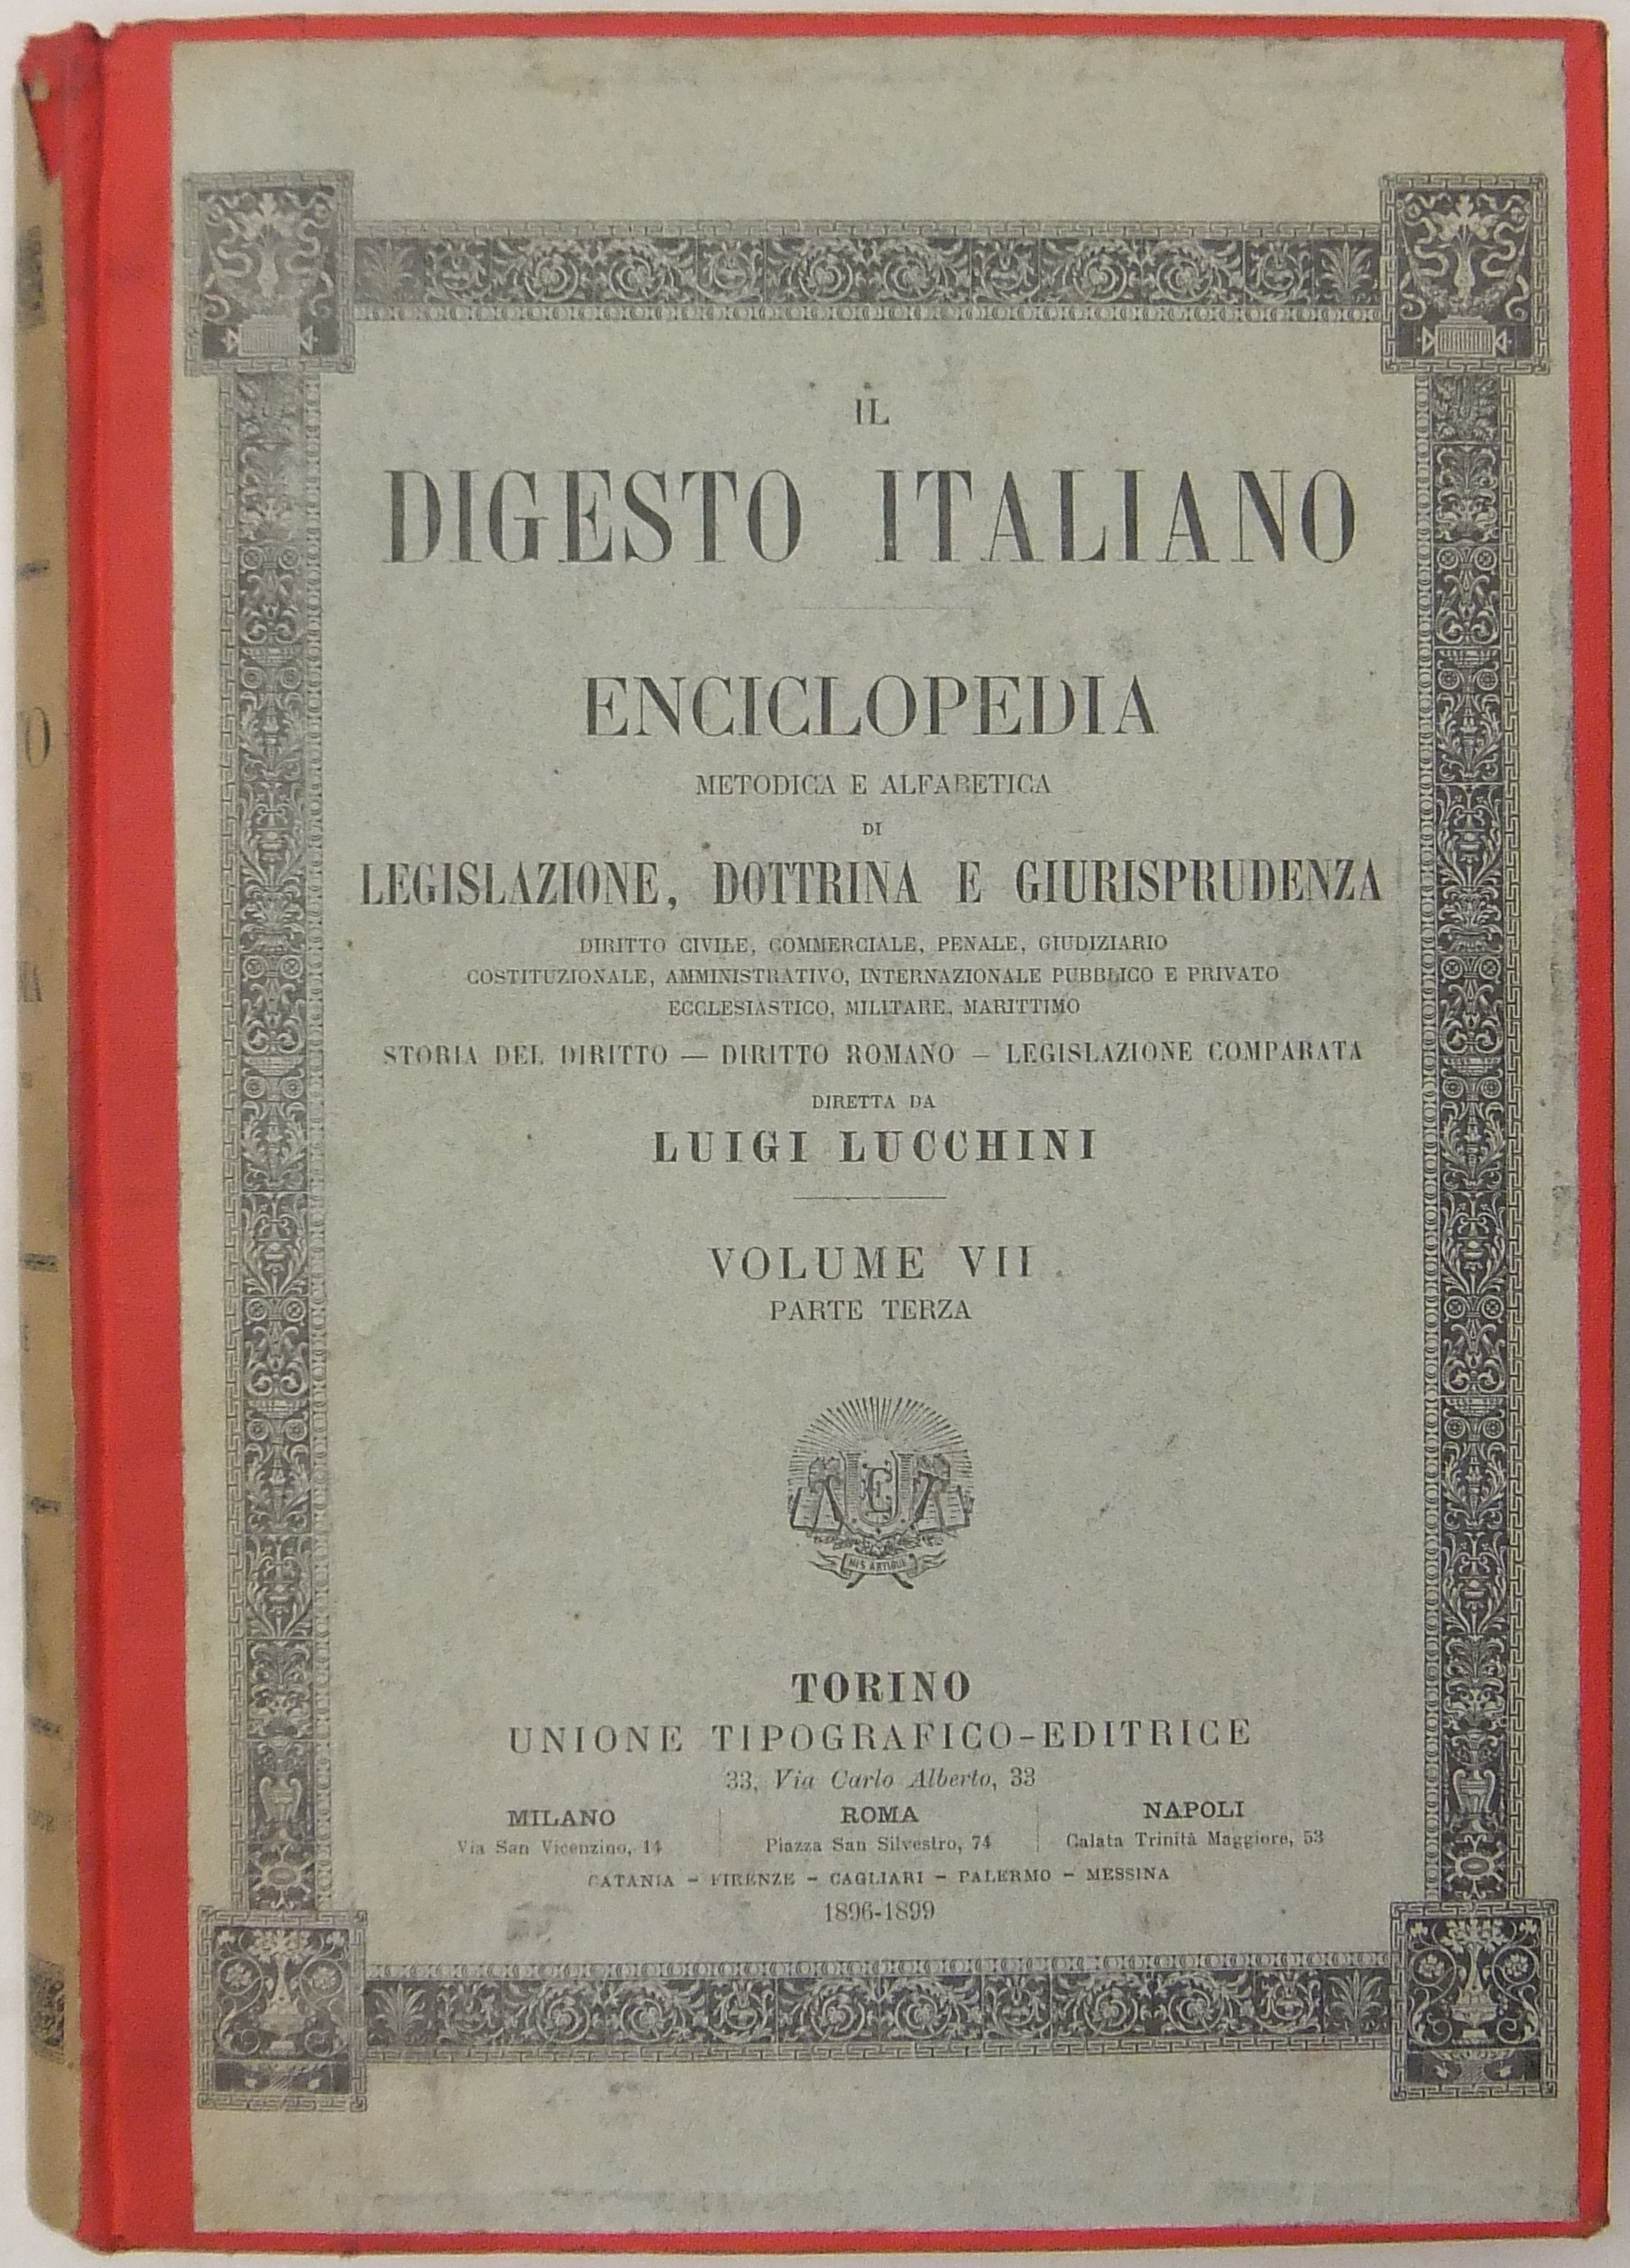 IL
DIGESTO ITALIANO
ENCICLOPEDIA
METODICA E ALFABETICA
DI
LEGISLAZIONE, DOTTRINA E GIURISPRUDENZA
DIRITTO CIVILE, COMMERCIALE, PENALE, GIUDIZIARIO
COSTITUZIONALE, AMMINISTRATIVO, INTERNAZIONALE PUBBLICO E PRIVATO
ECCLESIASTICO, MILITARE, MARITTIMO
STORIA DEL DIRITTO — DIRITTO ROMANO — LEGISLAZIONE COMPARATA
DIRETTA DA
LUIGI LUCCHINI
VOLUME VII
PARTE TERZA
HIS ARTIBUS
TORINO
UNIONE TIPOGRAFICO-EDITRICE
33, Via Carlo Alberto, 33
MILANO ROMA NAPOLI
Via San Vicenzino, 14 Piazza San Silvestro, 74 Calata Trinità Maggiore, 53
CATANIA - FIRENZE - CAGLIARI - PALERMO - MESSINA
1896-1899